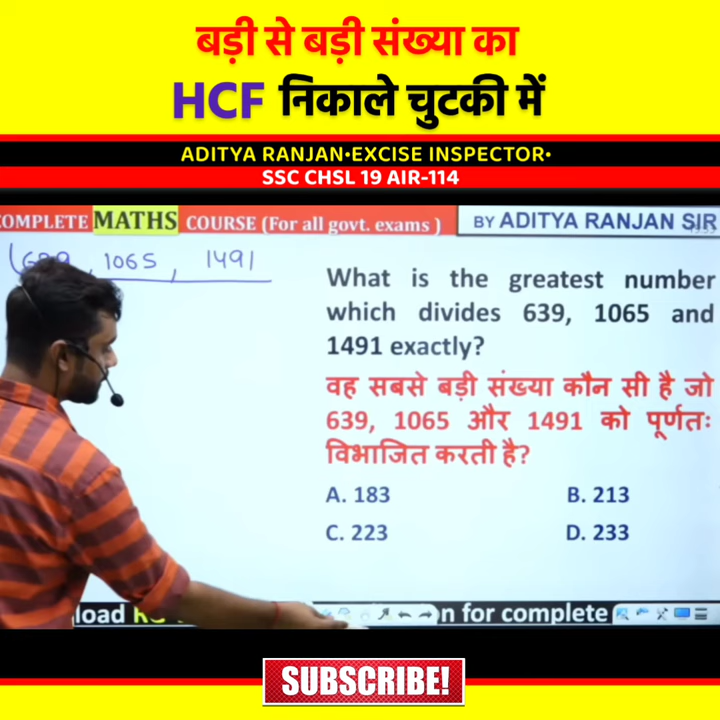 बड़ी से बड़ी संख्या का
HCF निकाले चुटकी में
ADITYA RANJAN•EXCISE INSPECTOR•
SSC CHSL 19 AIR-114
COMPLETE MATHS COURSE (For all govt. exams )
BY ADITYA RANJAN SIR
, 1065 , 1491
What is the greatest number
which divides 639, 1065 and
1491 exactly?
वह सबसे बड़ी संख्या कौन सी है जो
639, 1065 और 1491 को पूर्णतः
विभाजित करती है?
A. 183 B. 213
C. 223 D. 233
load
n for complete
SUBSCRIBE!